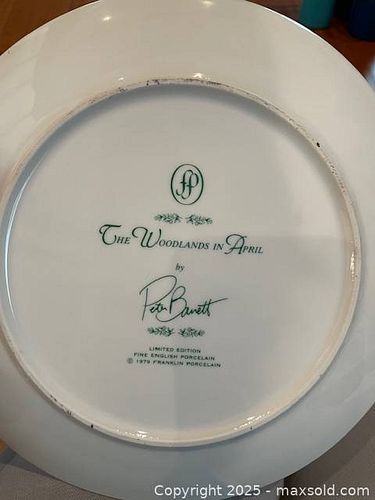 FP
THE WOODLANDS IN APRIL
by
Peter Barrett
LIMITED EDITION
FINE ENGLISH PORCELAIN
© 1979 FRANKLIN PORCELAIN
Copyright 2025 - maxsold.com